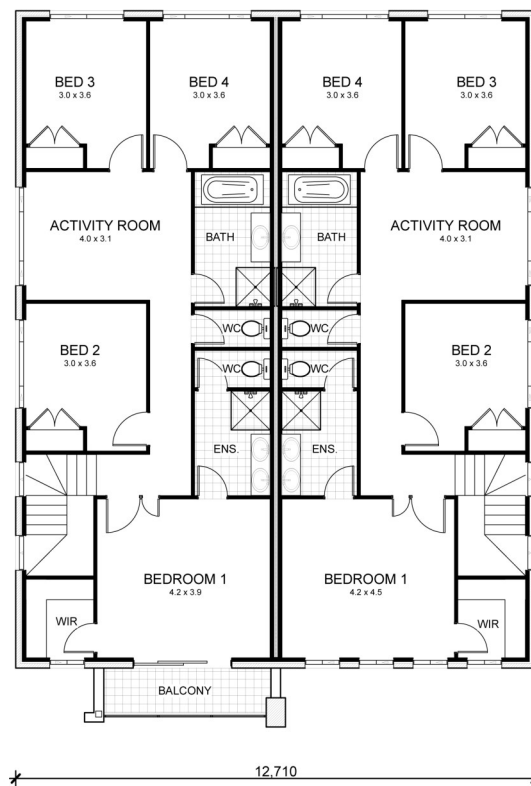 BED 3
3.0 x 3.6
BED 4
3.0 x 3.6
BED 4
3.0 x 3.6
BED 3
3.0 x 3.6
ACTIVITY ROOM
4.0 x 3.1
BATH
BATH
ACTIVITY ROOM
4.0 x 3.1
WC
WC
BED 2
3.0 x 3.6
WC
WC
BED 2
3.0 x 3.6
ENS.
ENS.
BEDROOM 1
4.2 x 3.9
BEDROOM 1
4.2 x 4.5
WIR
WIR
BALCONY
12,710